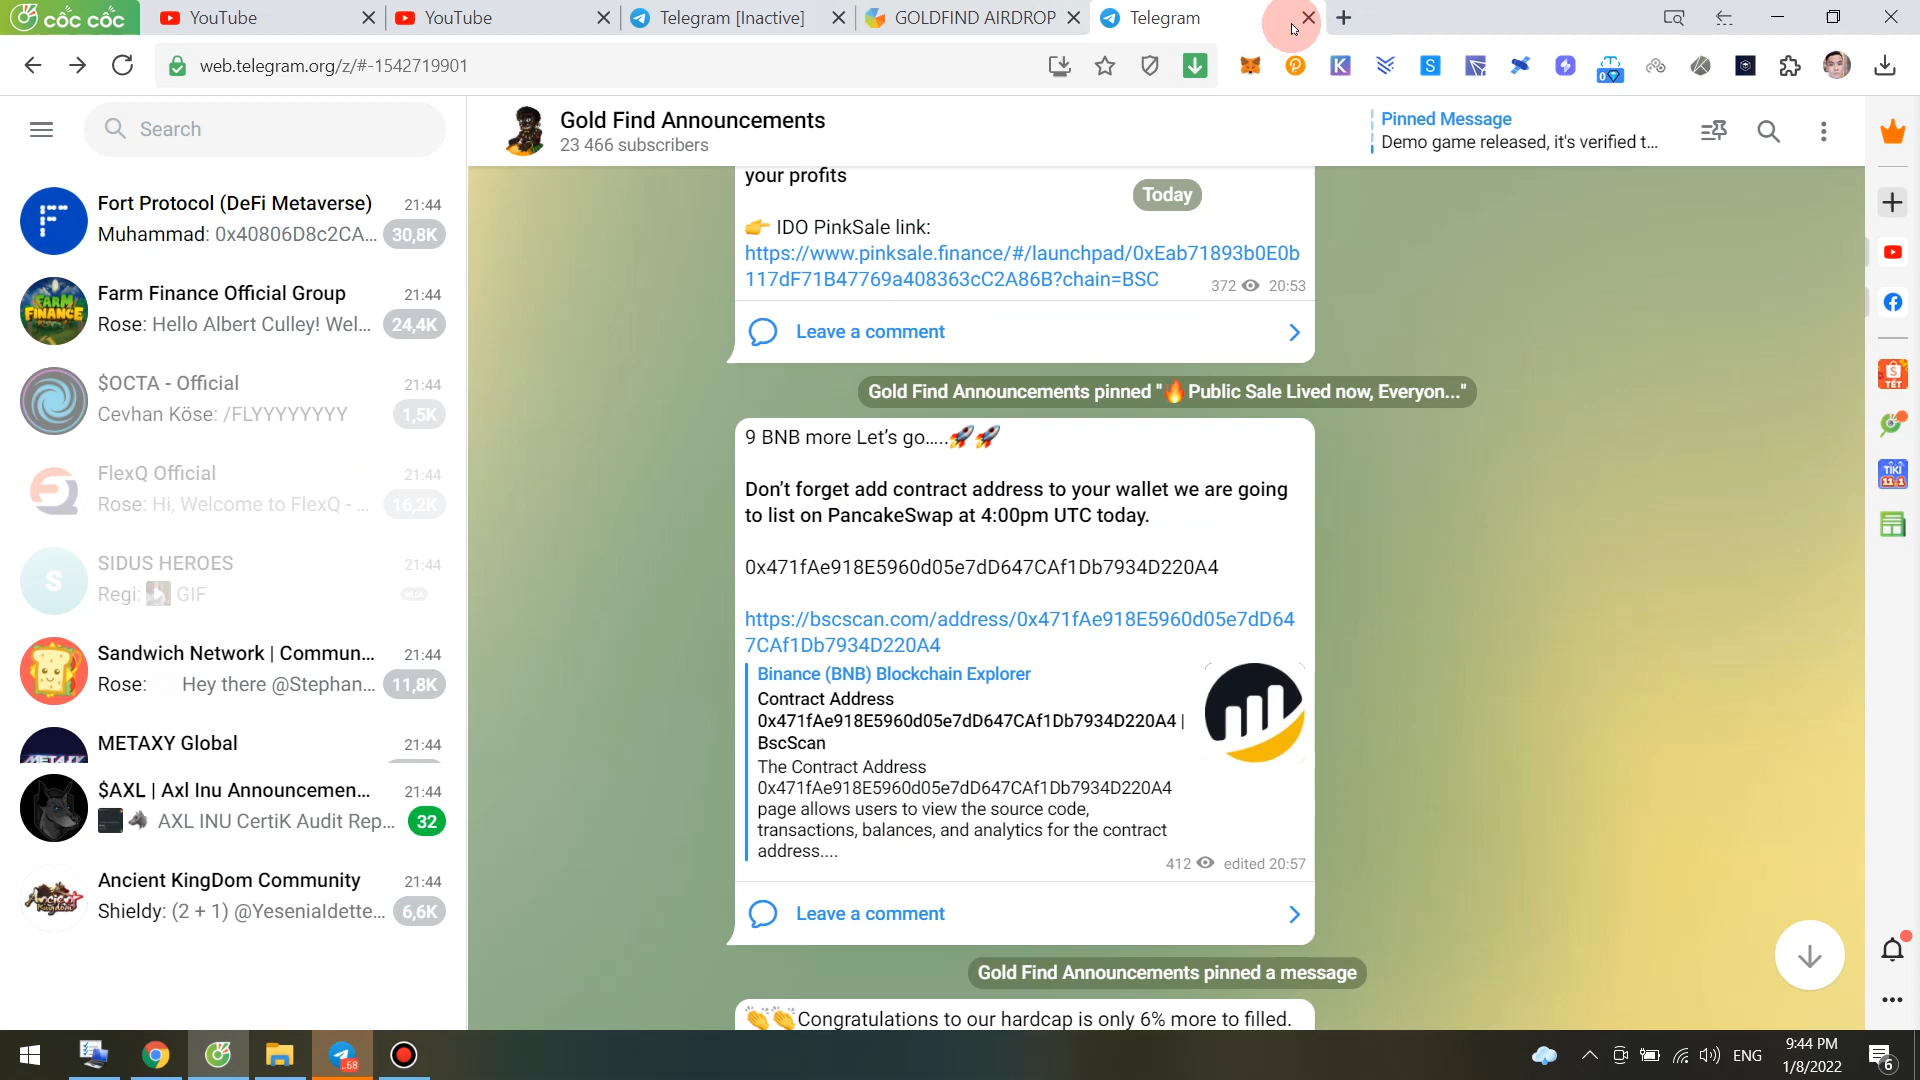 cốc cốc
YouTube
YouTube
Telegram [Inactive]
GOLDFIND AIRDROP
Telegram
web.telegram.org/z/#-1542719901
Search
Gold Find Announcements
23 466 subscribers
Pinned Message
Demo game released, it's verified t...
Fort Protocol (DeFi Metaverse) 21:44
Muhammad: 0x40806D8c2CA... 30,8K
Farm Finance Official Group 21:44
Rose: Hello Albert Culley! Wel... 24,4K
$OCTA - Official 21:44
Cevhan Köse: /FLYYYYYYYY 1,5K
FlexQ Official 21:44
Rose: Hi, Welcome to FlexQ - ... 16,2K
SIDUS HEROES 21:44
Regi: GIF
Sandwich Network | Commun... 21:44
Rose: Hey there @Stephan... 11,8K
METAXY Global 21:44
$AXL | Axl Inu Announcemen... 21:44
AXL INU CertiK Audit Rep... 32
Ancient KingDom Community 21:44
Shieldy: (2 + 1) @YeseniaIdette... 6,6K
your profits
Today
👉 IDO PinkSale link:
https://www.pinksale.finance/#/launchpad/0xEab71893b0E0b
117dF71B47769a408363cC2A86B?chain=BSC
372 20:53
Leave a comment
Gold Find Announcements pinned "🔥Public Sale Lived now, Everyon..."
9 BNB more Let's go.....🚀🚀
Don't forget add contract address to your wallet we are going
to list on PancakeSwap at 4:00pm UTC today.
0x471fAe918E5960d05e7dD647CAf1Db7934D220A4
https://bscscan.com/address/0x471fAe918E5960d05e7dD64
7CAf1Db7934D220A4
Binance (BNB) Blockchain Explorer
Contract Address
0x471fAe918E5960d05e7dD647CAf1Db7934D220A4 |
BscScan
The Contract Address
0x471fAe918E5960d05e7dD647CAf1Db7934D220A4
page allows users to view the source code,
transactions, balances, and analytics for the contract
address....
412 edited 20:57
Leave a comment
Gold Find Announcements pinned a message
👏👏Congratulations to our hardcap is only 6% more to filled.
ENG
9:44 PM
1/8/2022
6